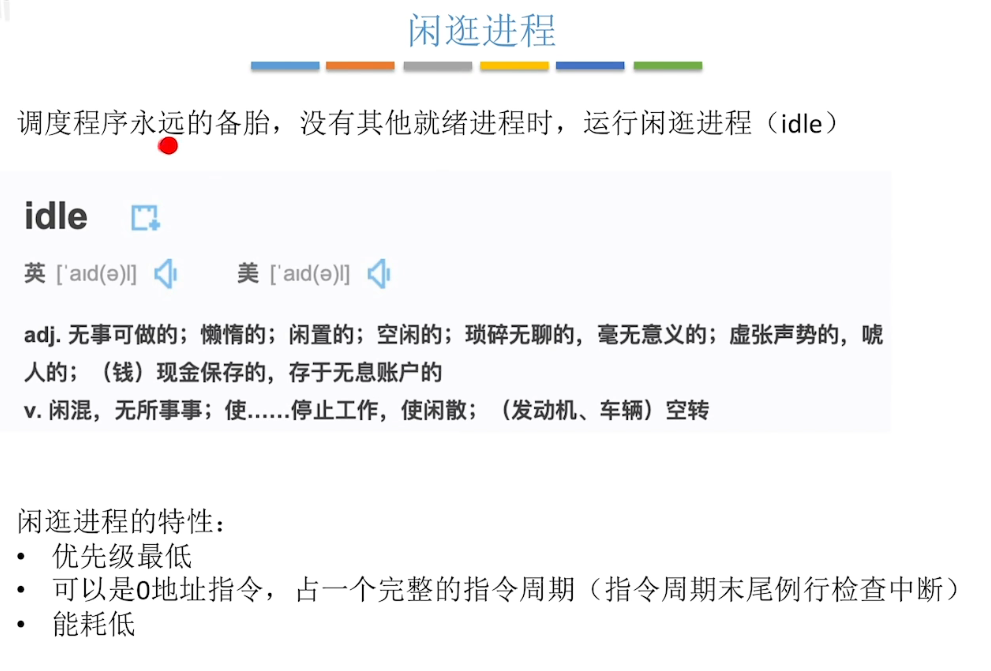 闲逛进程
调度程序永远的备胎，没有其他就绪进程时，运行闲逛进程（idle）
idle
英 [ˈaɪd(ə)l] 美 [ˈaɪd(ə)l]
adj. 无事可做的；懒惰的；闲置的；空闲的；琐碎无聊的，毫无意义的；虚张声势的，唬
人的；（钱）现金保存的，存于无息账户的
v. 闲混，无所事事；使……停止工作，使闲散；（发动机、车辆）空转
闲逛进程的特性：
• 优先级最低
• 可以是0地址指令，占一个完整的指令周期（指令周期末尾例行检查中断）
• 能耗低